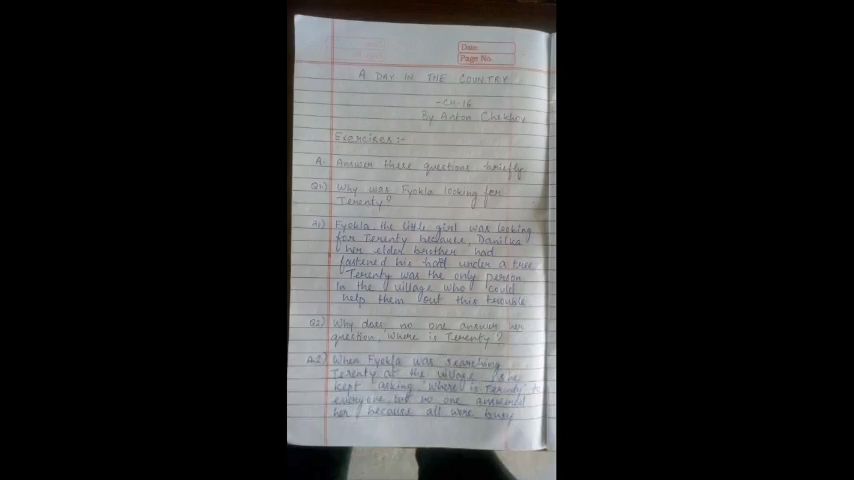 Date
Page No.
A DAY IN THE COUNTRY
-CH-16
By Anton Chekhov
Exercises:-
A. Answer these questions briefly.
Q1) Why was Fyokla looking for
Terenty?
A1) Fyokla, the little girl was looking
for Terenty because, Danilka
her elder brother had
fastened his hand under a tree
Terenty was the only person
In the village who could
help them out this trouble
Q2) Why does, no one answer her
question, where is Terenty?
A2) When Fyokla was searching
Terenty at the village, she
kept asking "Where is Terenty" to
everyone, but no one answered
her because all were busy